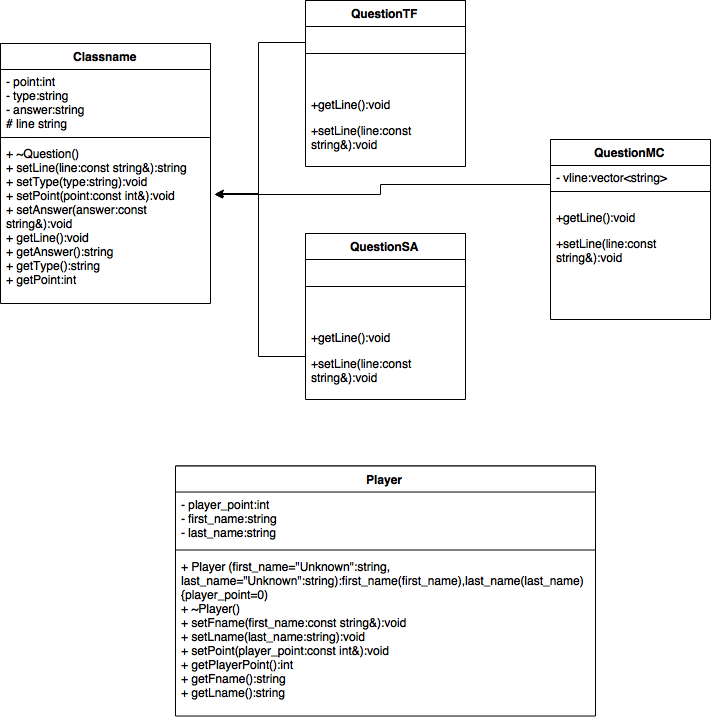 QuestionTF
+getLine():void
+setLine(line:const
string&):void
Classname
- point:int
- type:string
- answer:string
# line string
+ ~Question()
+ setLine(line:const string&):string
+ setType(type:string):void
+ setPoint(point:const int&):void
+ setAnswer(answer:const
string&):void
+ getLine():void
+ getAnswer():string
+ getType():string
+ getPoint:int
QuestionMC
- vline:vector<string>
+getLine():void
+setLine(line:const
string&):void
QuestionSA
+getLine():void
+setLine(line:const
string&):void
Player
- player_point:int
- first_name:string
- last_name:string
+ Player (first_name="Unknown":string,
last_name="Unknown":string):first_name(first_name),last_name(last_name)
{player_point=0)
+ ~Player()
+ setFname(first_name:const string&):void
+ setLname(last_name:string):void
+ setPoint(player_point:const int&):void
+ getPlayerPoint():int
+ getFname():string
+ getLname():string